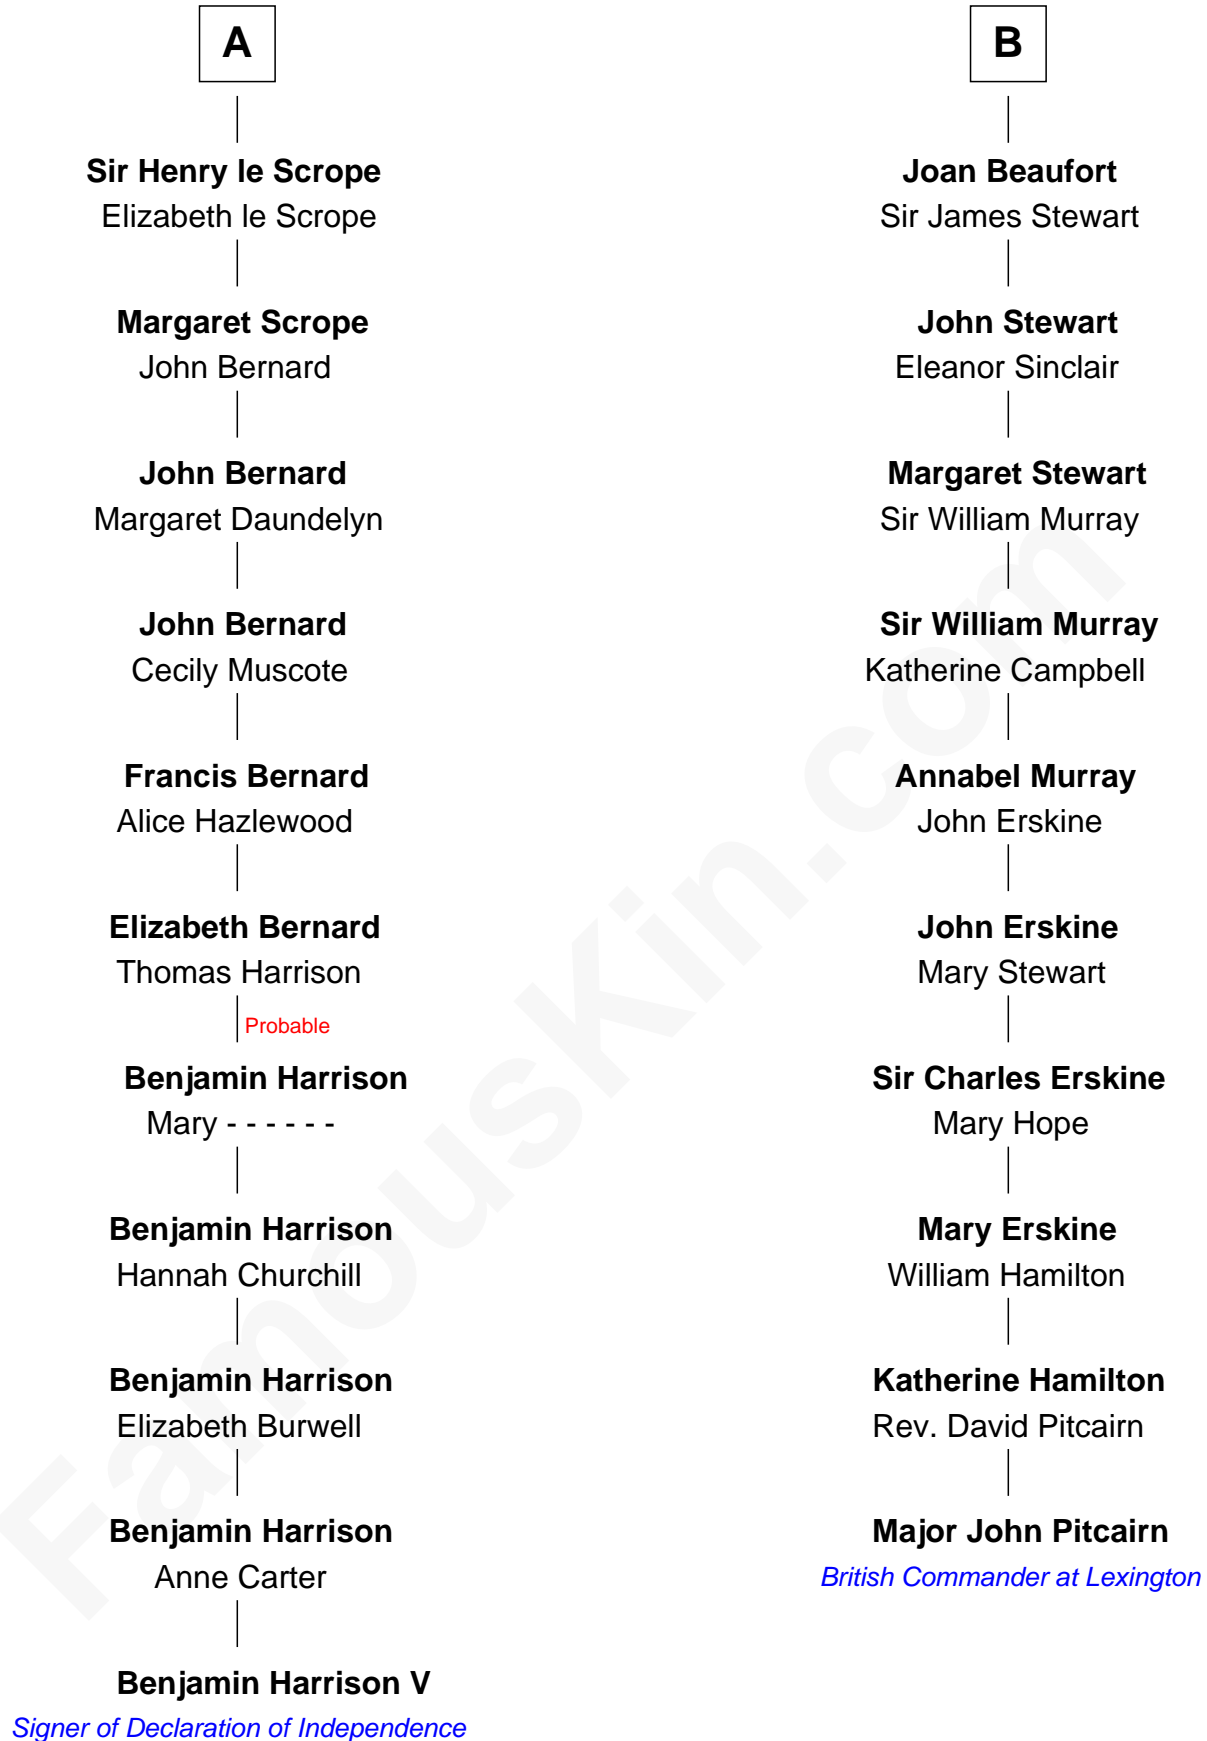 A
Sir Henry le Scrope
Elizabeth le Scrope
Margaret Scrope
John Bernard
John Bernard
Margaret Daundelyn
John Bernard
Cecily Muscote
Francis Bernard
Alice Hazlewood
Elizabeth Bernard
Thomas Harrison
Probable
Benjamin Harrison
Mary - - - - - -
Benjamin Harrison
Hannah Churchill
Benjamin Harrison
Elizabeth Burwell
Benjamin Harrison
Anne Carter
Benjamin Harrison V
Signer of Declaration of Independence
B
Joan Beaufort
Sir James Stewart
John Stewart
Eleanor Sinclair
Margaret Stewart
Sir William Murray
Sir William Murray
Katherine Campbell
Annabel Murray
John Erskine
John Erskine
Mary Stewart
Sir Charles Erskine
Mary Hope
Mary Erskine
William Hamilton
Katherine Hamilton
Rev. David Pitcairn
Major John Pitcairn
British Commander at Lexington
FamousKin.com